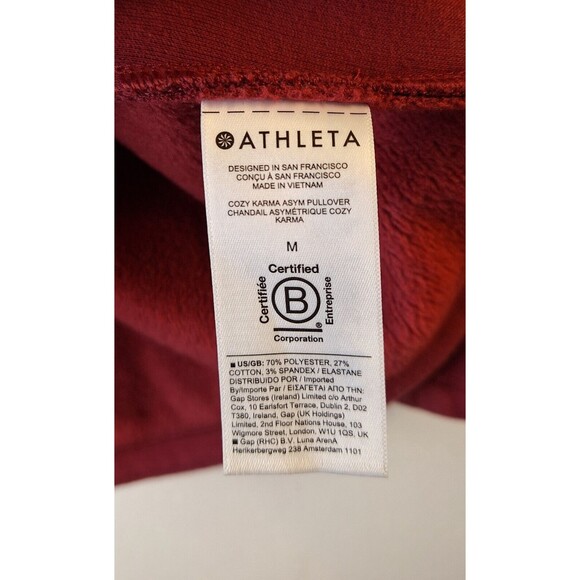 ATHLETA
DESIGNED IN SAN FRANCISCO
CONÇU À SAN FRANCISCO
MADE IN VIETNAM
COZY KARMA ASYM PULLOVER
CHANDAIL ASYMÉTRIQUE COZY
KARMA
M
Certified
Certifiée
B
Entreprise
®
Corporation
■ US/GB: 70% POLYESTER, 27%
COTTON, 3% SPANDEX / ELASTANE
DISTRIBUIDO POR / Imported
By/Importe Par / ΕΙΣΑΓΕΤΑΙ ΑΠΟ ΤΗΝ:
Gap Stores (Ireland) Limited c/o Arthur
Cox, 10 Earlsfort Terrace, Dublin 2, D02
T380, Ireland, Gap (UK Holdings)
Limited, 2nd Floor Nations House, 103
Wigmore Street, London, W1U 1QS, UK
■ Gap (RHC) B.V. Luna ArenA
Herikerbergweg 238 Amsterdam 1101